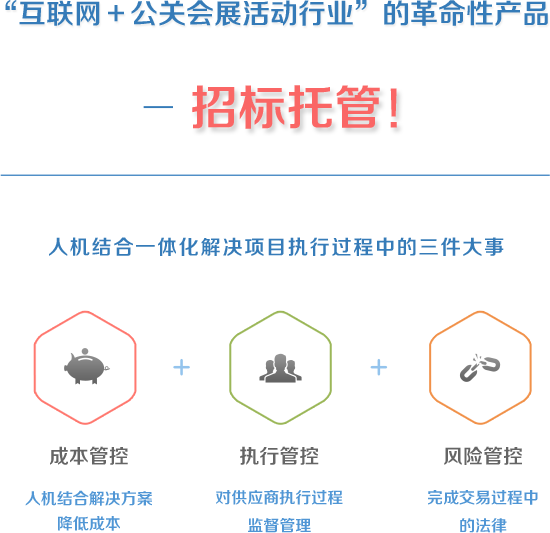 “互联网+公关会展活动行业”的革命性产品
— 招标托管！
人机结合一体化解决项目执行过程中的三件大事
成本管控
人机结合解决方案
降低成本
执行管控
对供应商执行过程
监督管理
风险管控
完成交易过程中
的法律